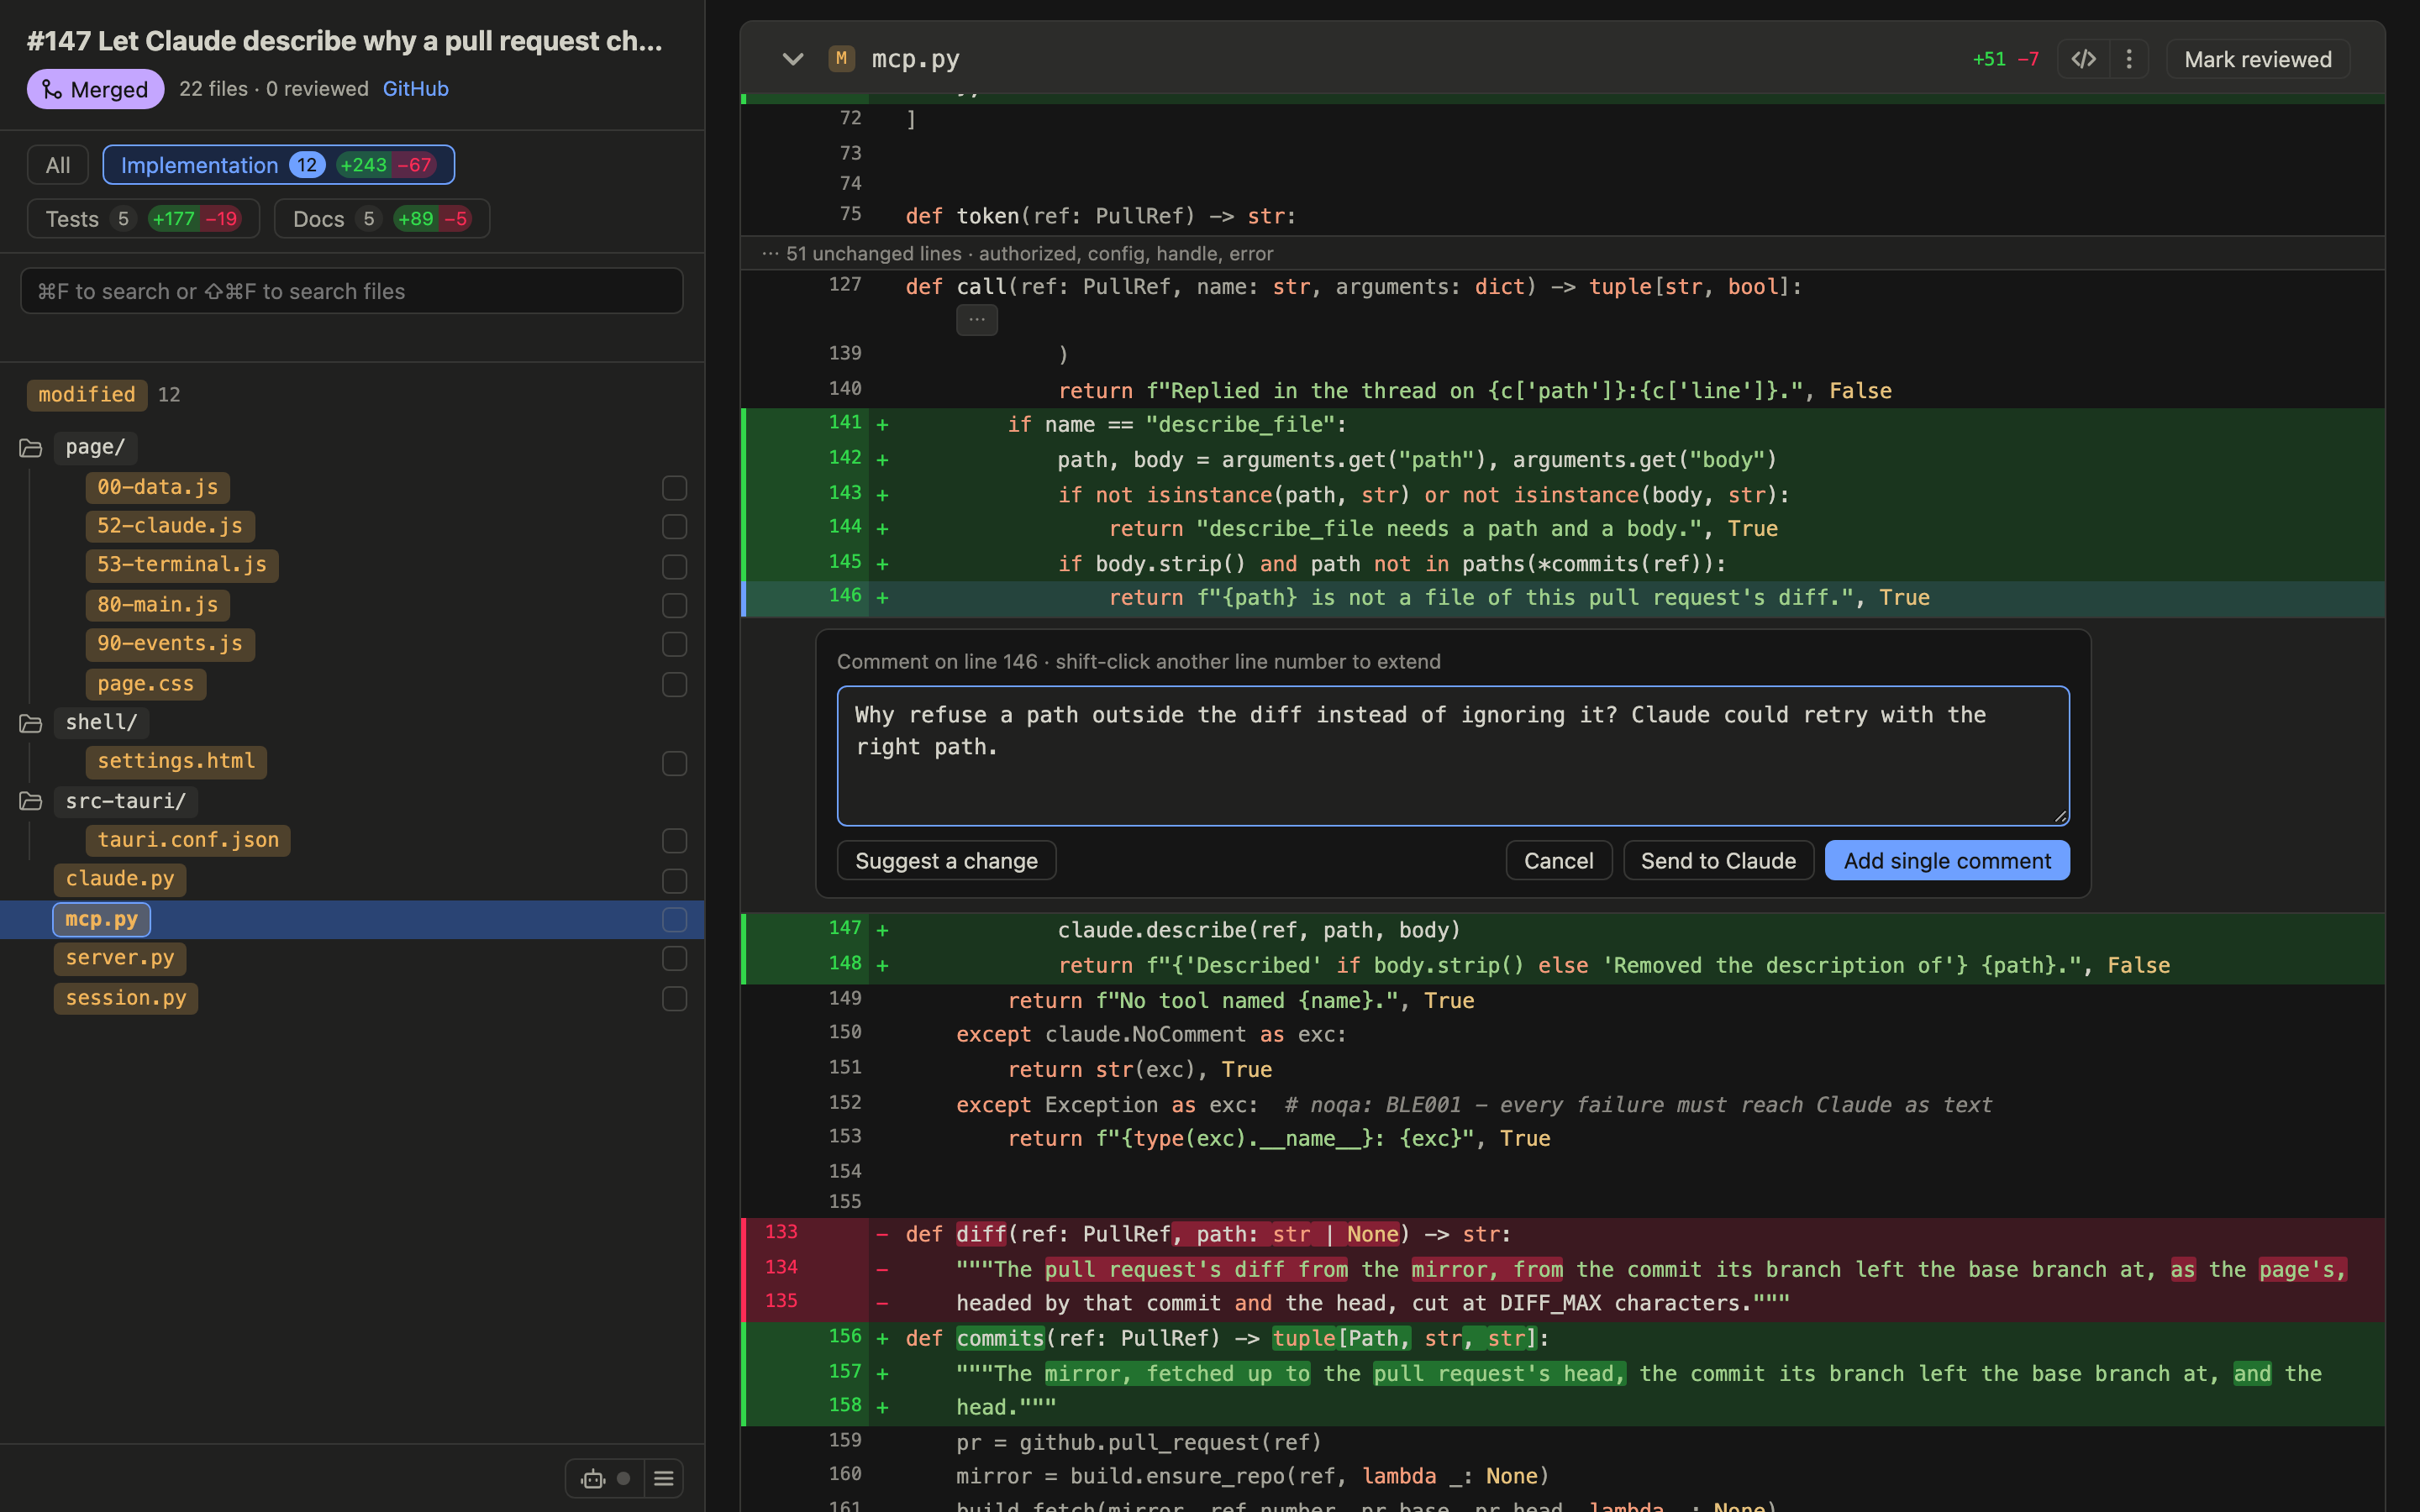 #147 Let Claude describe why a pull request ch...
Merged 22 files · 0 reviewed GitHub
All Implementation 12 +243 −67
Tests 5 +177 −19 Docs 5 +89 −5
⌘F to search or ⇧⌘F to search files
modified 12
page/
00-data.js
52-claude.js
53-terminal.js
80-main.js
90-events.js
page.css
shell/
settings.html
src-tauri/
tauri.conf.json
claude.py
mcp.py
server.py
session.py
M mcp.py +51 −7 </> ⋮ Mark reviewed
72 ]
73
74
75 def token(ref: PullRef) -> str:
··· 51 unchanged lines · authorized, config, handle, error
127 def call(ref: PullRef, name: str, arguments: dict) -> tuple[str, bool]:
···
139 )
140 return f"Replied in the thread on {c['path']}:{c['line']}.", False
141 + if name == "describe_file":
142 + path, body = arguments.get("path"), arguments.get("body")
143 + if not isinstance(path, str) or not isinstance(body, str):
144 + return "describe_file needs a path and a body.", True
145 + if body.strip() and path not in paths(*commits(ref)):
146 + return f"{path} is not a file of this pull request's diff.", True
Comment on line 146 · shift-click another line number to extend
Why refuse a path outside the diff instead of ignoring it? Claude could retry with the
right path.
Suggest a change Cancel Send to Claude Add single comment
147 + claude.describe(ref, path, body)
148 + return f"{'Described' if body.strip() else 'Removed the description of'} {path}.", False
149 return f"No tool named {name}.", True
150 except claude.NoComment as exc:
151 return str(exc), True
152 except Exception as exc: # noqa: BLE001 — every failure must reach Claude as text
153 return f"{type(exc).__name__}: {exc}", True
154
155
133 − def diff(ref: PullRef, path: str | None) -> str:
134 − """The pull request's diff from the mirror, from the commit its branch left the base branch at, as the page's,
135 − headed by that commit and the head, cut at DIFF_MAX characters."""
156 + def commits(ref: PullRef) -> tuple[Path, str, str]:
157 + """The mirror, fetched up to the pull request's head, the commit its branch left the base branch at, and the
158 + head."""
159 pr = github.pull_request(ref)
160 mirror = build.ensure_repo(ref, lambda _: None)
161 build.fetch(mirror, ref.number, pr.base, pr.head, lambda _: None)